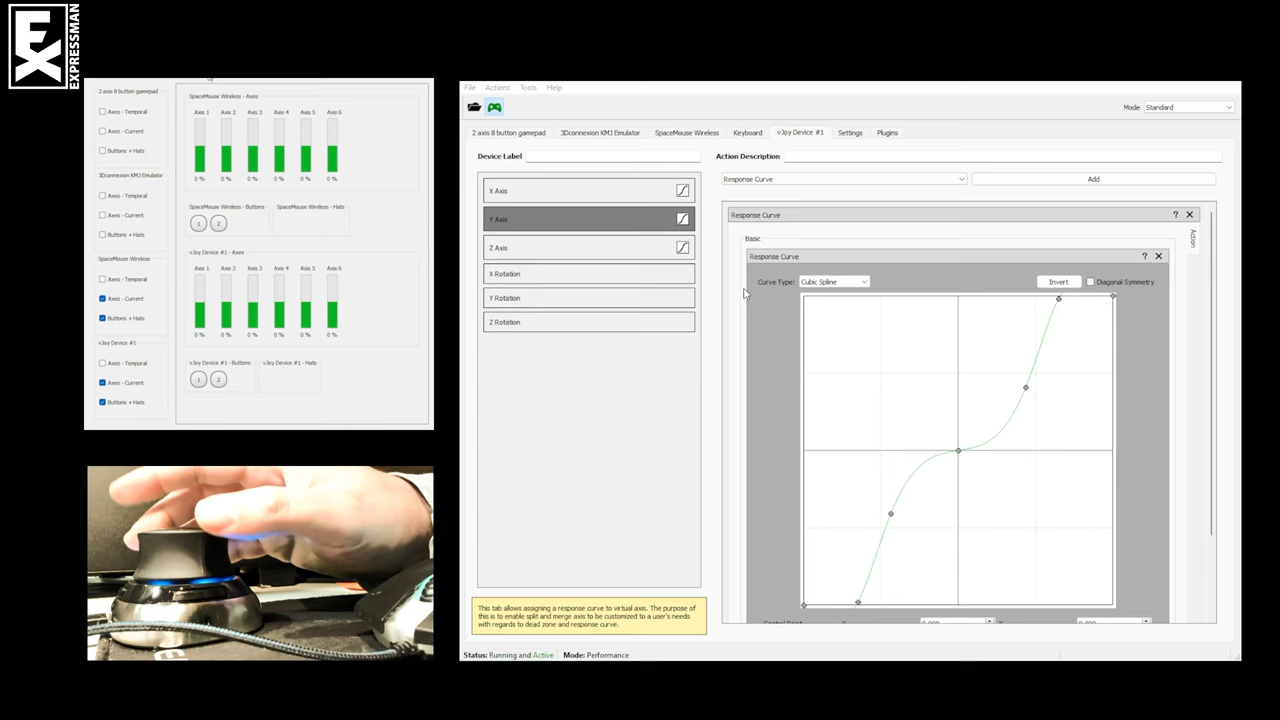 EX
EXPRESSMAN
2 axis 8 button gamepad
Axes - Temporal
Axes - Current
Buttons + Hats
3Dconnexion KMJ Emulator
Axes - Temporal
Axes - Current
Buttons + Hats
SpaceMouse Wireless
Axes - Temporal
Axes - Current
Buttons + Hats
vJoy Device #1
Axes - Temporal
Axes - Current
Buttons + Hats
SpaceMouse Wireless - Axes
Axis 1 Axis 2 Axis 3 Axis 4 Axis 5 Axis 6
0 % 0 % 0 % 0 % 0 % 0 %
SpaceMouse Wireless - Buttons SpaceMouse Wireless - Hats
1 2
vJoy Device #1 - Axes
Axis 1 Axis 2 Axis 3 Axis 4 Axis 5 Axis 6
0 % 0 % 0 % 0 % 0 % 0 %
vJoy Device #1 - Buttons vJoy Device #1 - Hats
1 2
File Actions Tools Help
Mode Standard
2 axis 8 button gamepad 3Dconnexion KMJ Emulator SpaceMouse Wireless Keyboard vJoy Device #1 Settings Plugins
Device Label
X Axis
Y Axis
Z Axis
X Rotation
Y Rotation
Z Rotation
This tab allows assigning a response curve to virtual axis. The purpose
of this is to enable split and merge axis to be customized to a user's needs
with regards to dead zone and response curve.
Action Description
Response Curve Add
Response Curve ? ×
Action
Basic
Response Curve ? ×
Curve Type: Cubic Spline Invert Diagonal Symmetry
Control Point X 0.000 Y 0.000
Status: Running and Active Mode: Performance